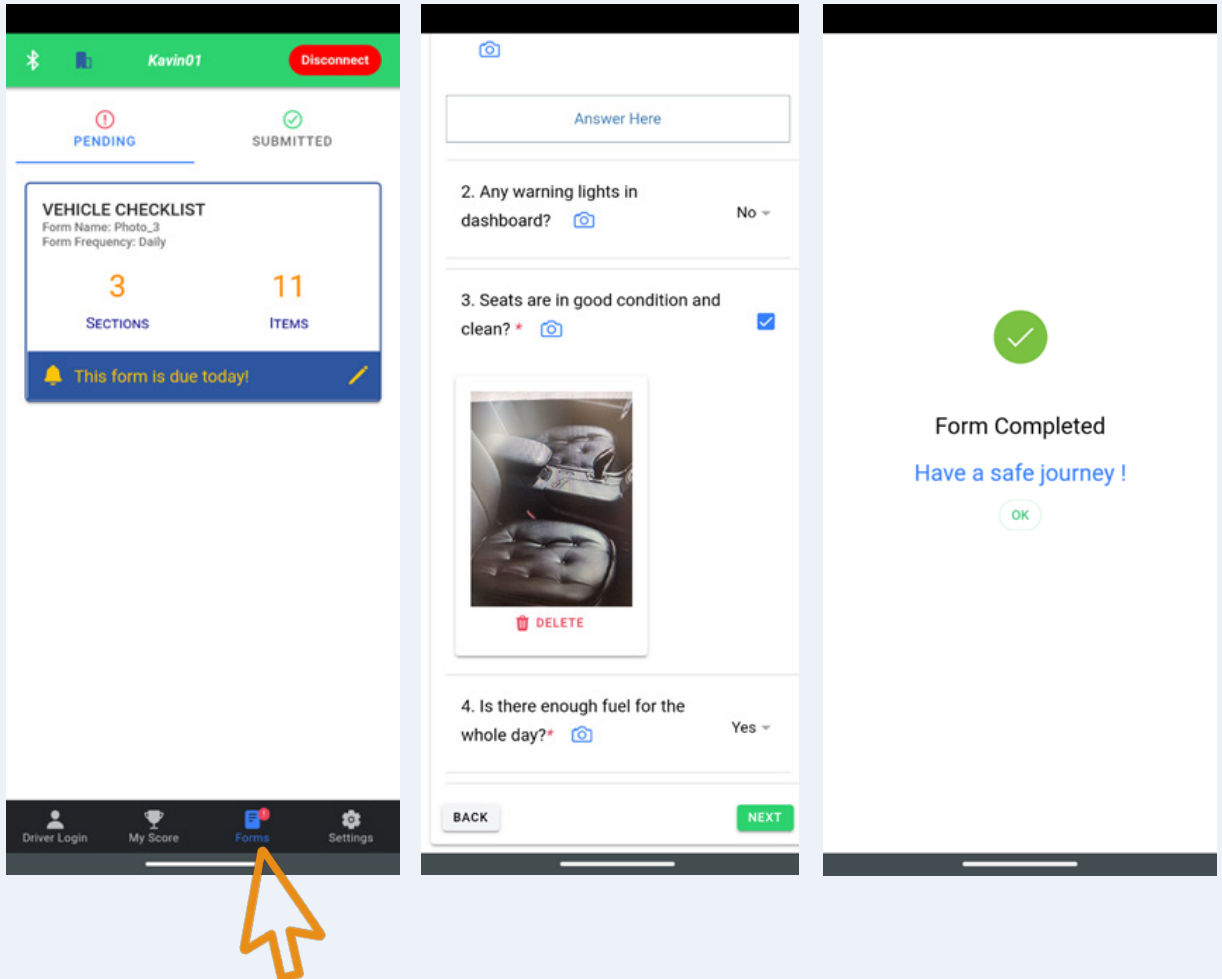 Kavin01
Disconnect
PENDING
SUBMITTED
VEHICLE CHECKLIST
Form Name: Photo_3
Form Frequency: Daily
3
11
SECTIONS
ITEMS
This form is due today!
Driver Login
My Score
Forms
Settings
Answer Here
2. Any warning lights in
dashboard?
No
3. Seats are in good condition and
clean? *
DELETE
4. Is there enough fuel for the
whole day?*
Yes
BACK
NEXT
Form Completed
Have a safe journey !
OK